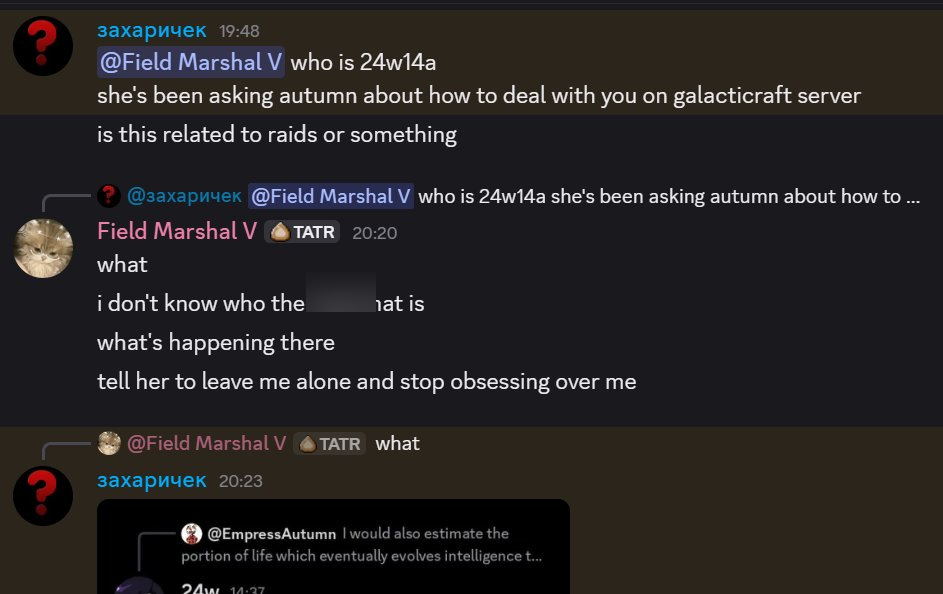 захаричек 19:48
@Field Marshal V who is 24w14a
she's been asking autumn about how to deal with you on galacticraft server
is this related to raids or something
@захаричек @Field Marshal V who is 24w14a she's been asking autumn about how to ...
Field Marshal V TATR 20:20
what
i don't know who the hat is
what's happening there
tell her to leave me alone and stop obsessing over me
@Field Marshal V TATR what
захаричек 20:23
@EmpressAutumn I would also estimate the
portion of life which eventually evolves intelligence t...
24w 14:37